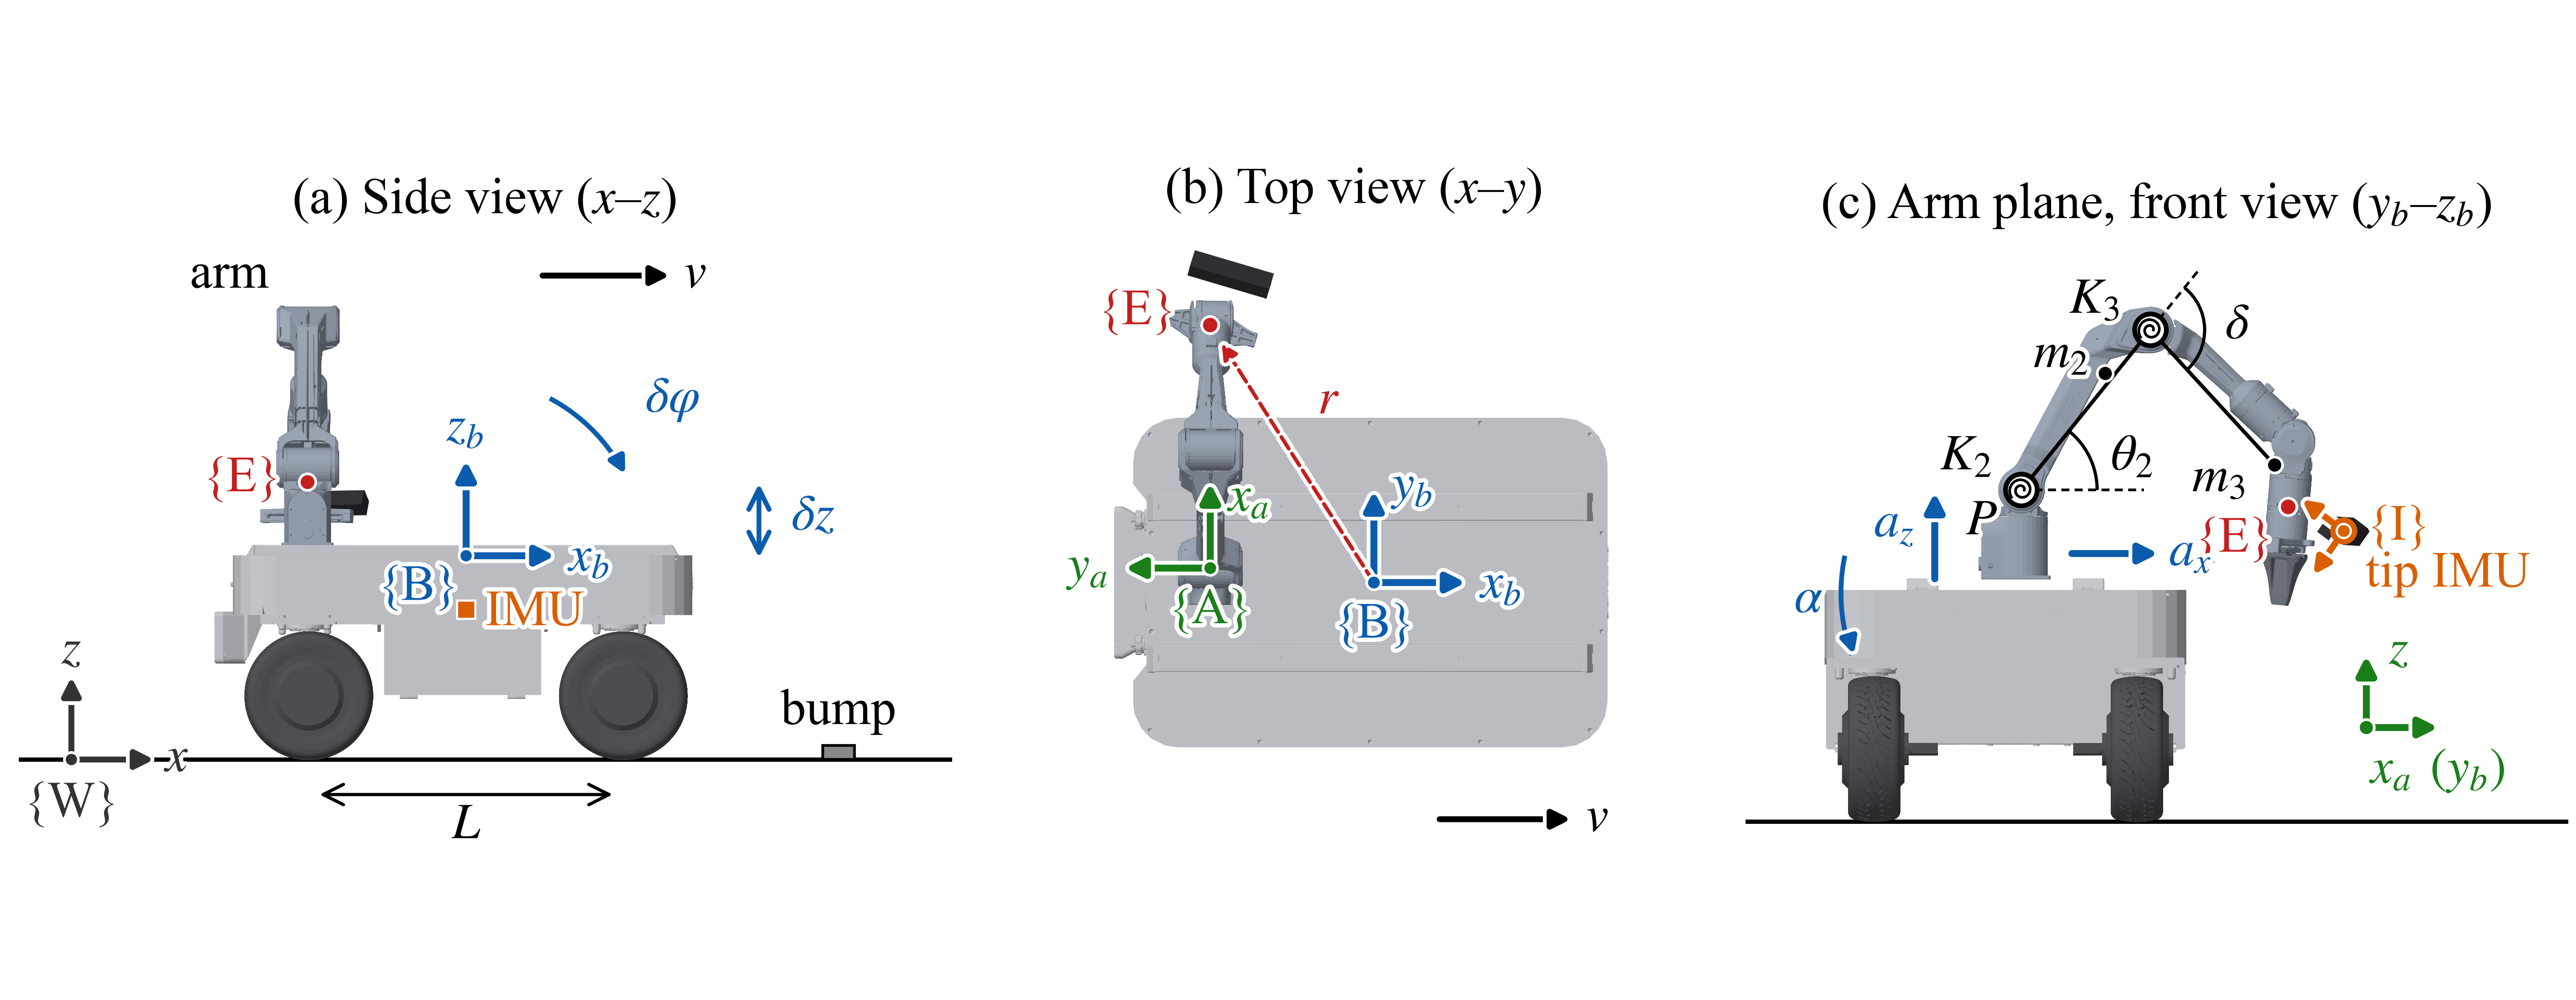 (a) Side view (x–z)
arm
v
δφ
z_b
{E}
δz
x_b
{B}
IMU
z
bump
x
{W}
L
(b) Top view (x–y)
{E}
r
x_a
y_b
y_a
x_b
{A}
{B}
v
(c) Arm plane, front view (y_b–z_b)
K_3
δ
m_2
K_2
θ_2
m_3
P
a_z
a_x
{E}
{I}
tip IMU
α
z
x_a (y_b)